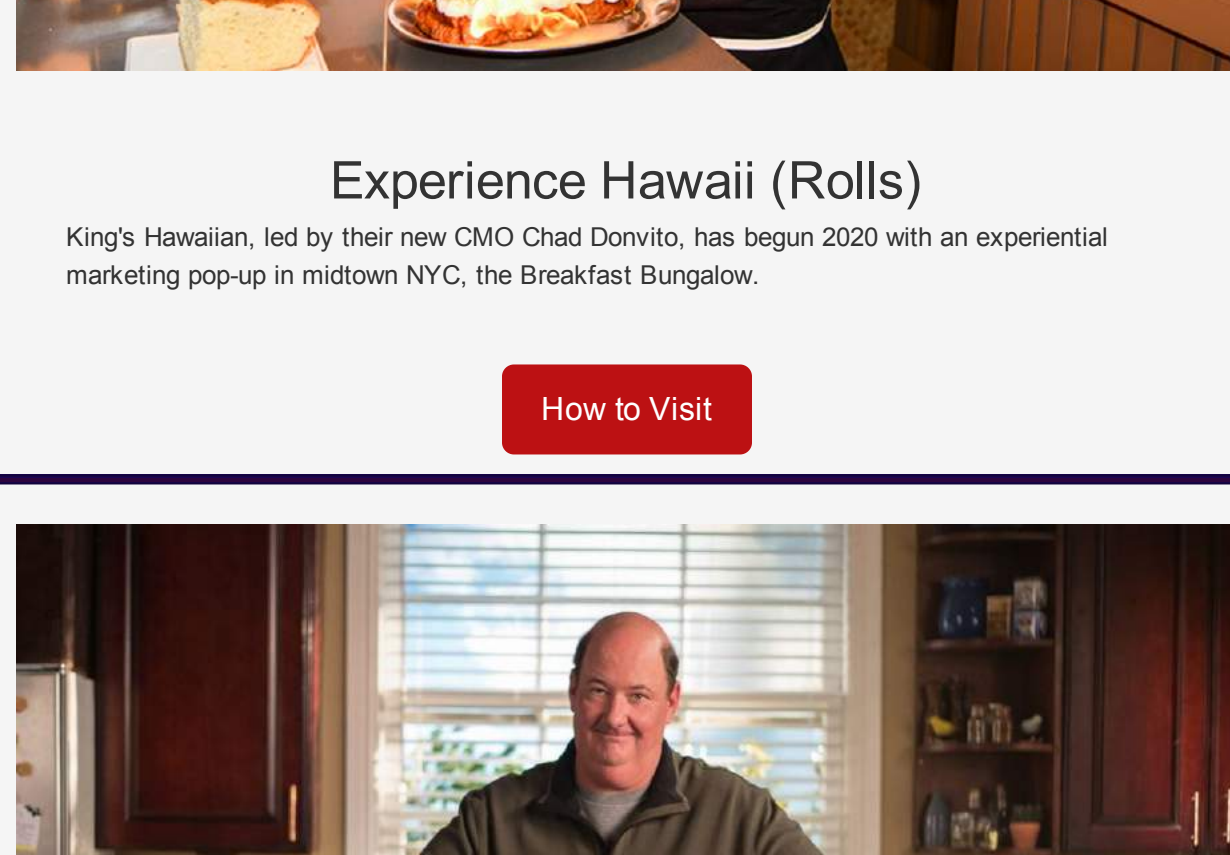 Experience Hawaii (Rolls)
King's Hawaiian, led by their new CMO Chad Donvito, has begun 2020 with an experiential
marketing pop-up in midtown NYC, the Breakfast Bungalow.
How to Visit